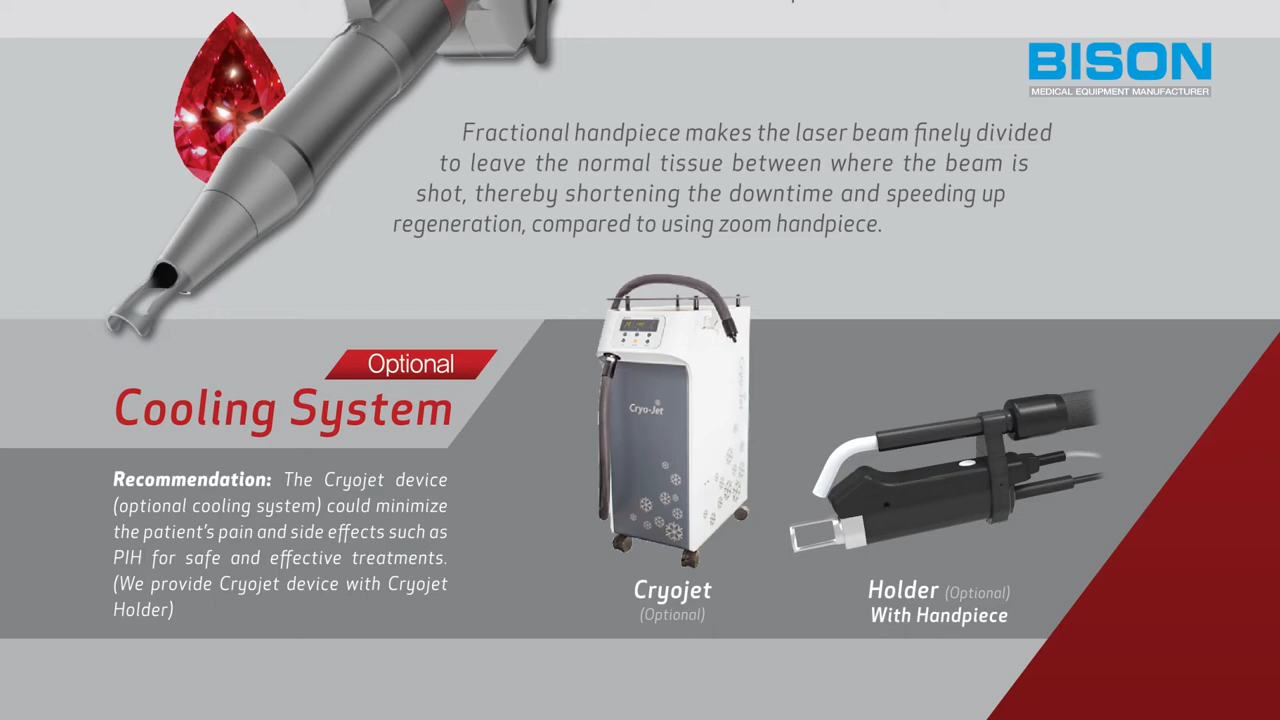 BISON
MEDICAL EQUIPMENT MANUFACTURER
Fractional handpiece makes the laser beam finely divided
to leave the normal tissue between where the beam is
shot, thereby shortening the downtime and speeding up
regeneration, compared to using zoom handpiece.
Optional
Cooling System
Recommendation: The Cryojet device
(optional cooling system) could minimize
the patient's pain and side effects such as
PIH for safe and effective treatments.
(We provide Cryojet device with Cryojet
Holder)
Cryo-Jet
Cryojet
(Optional)
Holder (Optional)
With Handpiece